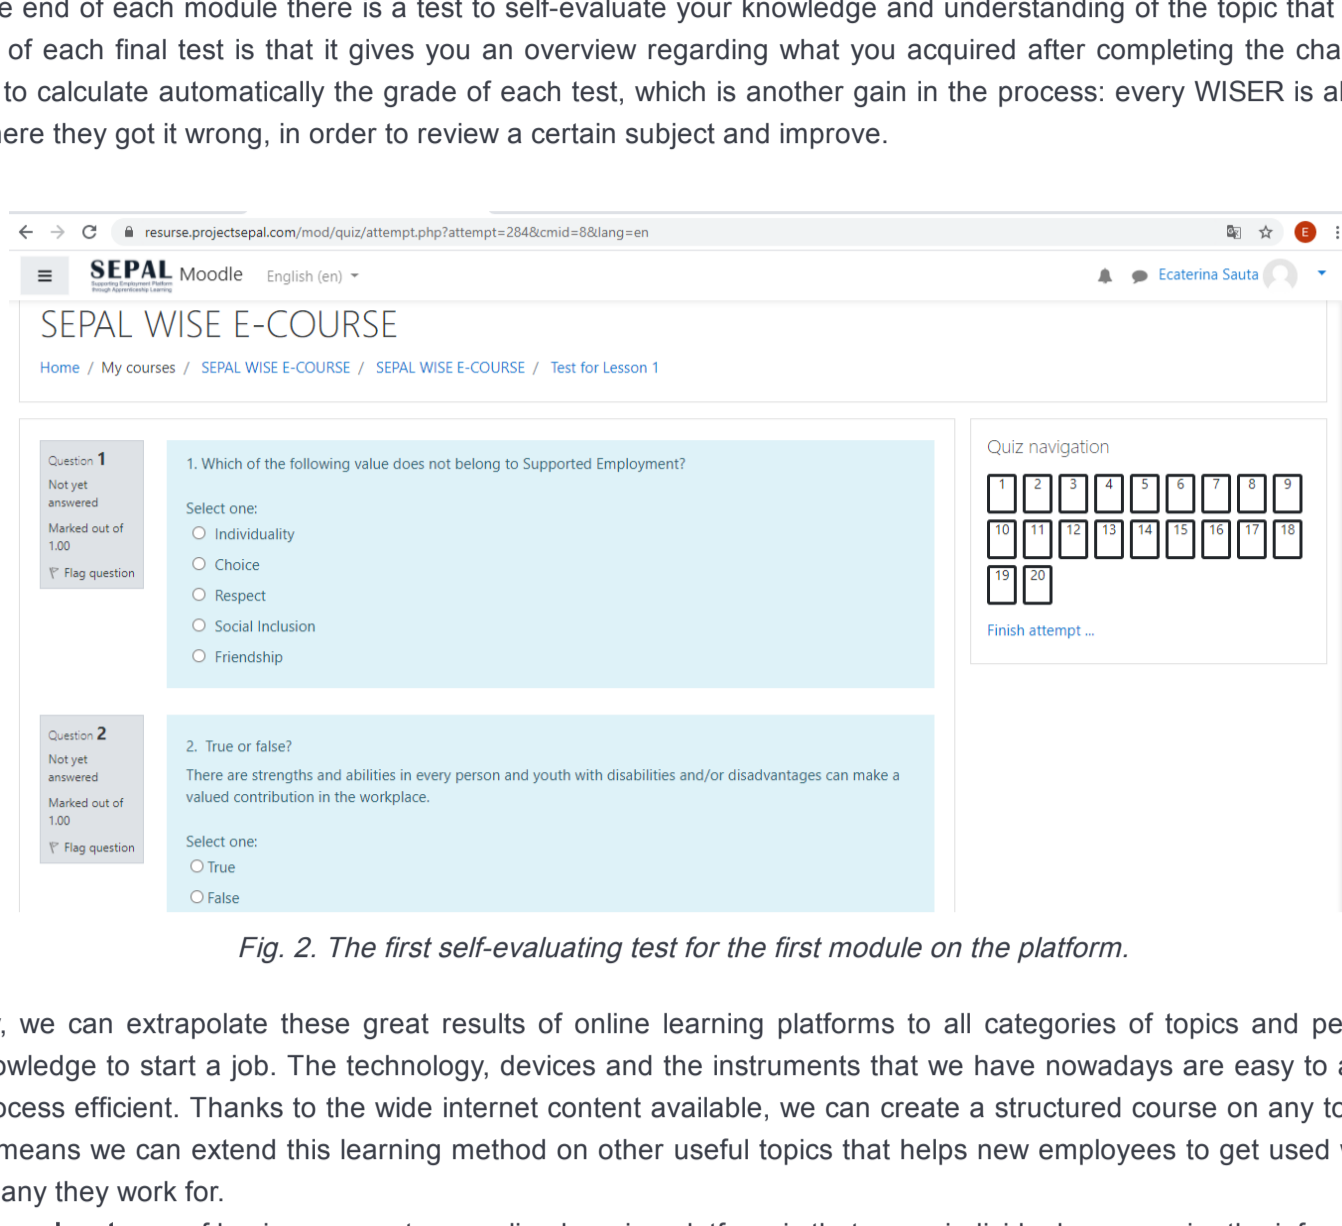 end of each module there is a test to self-evaluate your knowledge and understanding of the topic that
of each final test is that it gives you an overview regarding what you acquired after completing the
to calculate automatically the grade of each test, which is another gain in the process: every WISER is
they got it wrong, in order to review a certain subject and improve.
resurse.projectsepal.com/mod/quiz/attempt.php?attempt=284&cmid=8&lang=en
E
SEPAL Moodle English (en)
Supporting Employment Platform
through Apprenticeship Learning
Ecaterina Sauta
SEPAL WISE E-COURSE
Home / My courses / SEPAL WISE E-COURSE / SEPAL WISE E-COURSE / Test for Lesson 1
Question 1
Not yet
answered
Marked out of
1.00
Flag question
1. Which of the following value does not belong to Supported Employment?
Select one:
Individuality
Choice
Respect
Social Inclusion
Friendship
Quiz navigation
1 2 3 4 5 6 7 8 9
10 11 12 13 14 15 16 17 18
19 20
Finish attempt ...
Question 2
Not yet
answered
Marked out of
1.00
Flag question
2. True or false?
There are strengths and abilities in every person and youth with disabilities and/or disadvantages can make a
valued contribution in the workplace.
Select one:
True
False
Fig. 2. The first self-evaluating test for the first module on the platform.
, we can extrapolate these great results of online learning platforms to all categories of topics and
to start a job. The technology, devices and the instruments that we have nowadays are easy to
efficient. Thanks to the wide internet content available, we can create a structured course on any
means we can extend this learning method on other useful topics that helps new employees to get used
they work for.